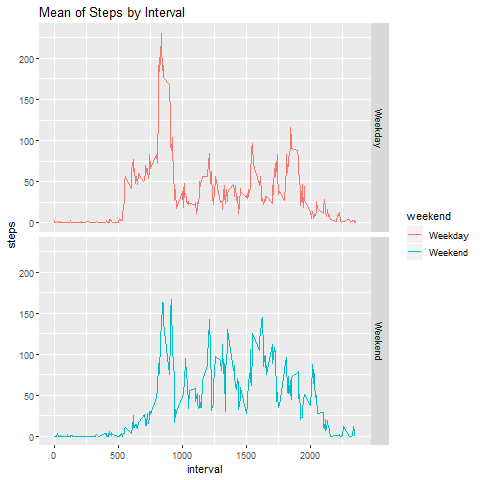 Mean of Steps by Interval
200
150
100
50
0
Weekday
200
150
100
50
0
Weekend
steps
0
500
1000
1500
2000
interval
weekend
Weekday
Weekend